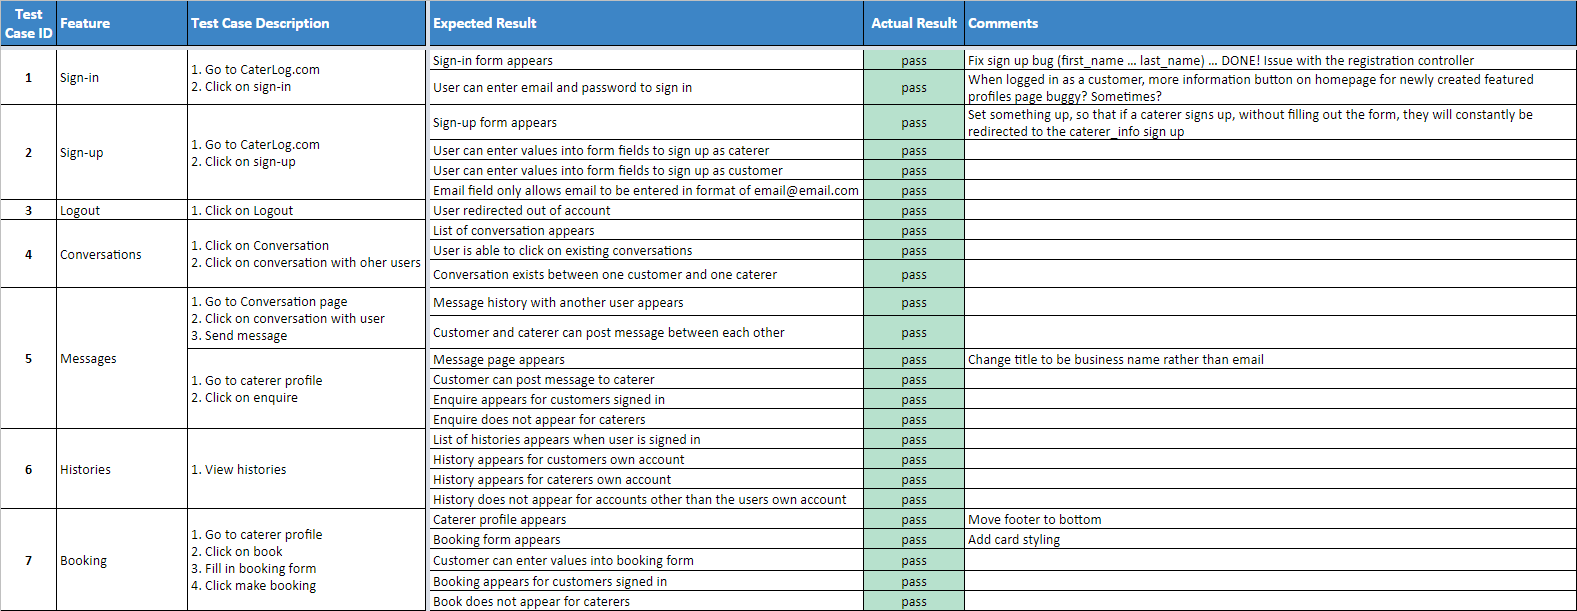 Test Case ID	Feature	Test Case Description	Expected Result	Actual Result	Comments
1	Sign-in	1. Go to CaterLog.com
2. Click on sign-in
Sign-in form appears	pass	Fix sign up bug (first_name ... last_name) ... DONE! Issue with the registration controller
User can enter email and password to sign in	pass	When logged in as a customer, more information button on homepage for newly created featured
profiles page buggy? Sometimes?
2	Sign-up	1. Go to CaterLog.com
2. Click on sign-up
Sign-up form appears	pass	Set something up, so that if a caterer signs up, without filling out the form, they will constantly be
redirected to the caterer_info sign up
User can enter values into form fields to sign up as caterer	pass
User can enter values into form fields to sign up as customer	pass
Email field only allows email to be entered in format of email@email.com	pass
3	Logout	1. Click on Logout	User redirected out of account	pass
4	Conversations	1. Click on Conversation
2. Click on conversation with oher users
List of conversation appears	pass
User is able to click on existing conversations	pass
Conversation exists between one customer and one caterer	pass
5	Messages	1. Go to Conversation page
2. Click on conversation with user
3. Send message
Message history with another user appears	pass
Customer and caterer can post message between each other	pass
1. Go to caterer profile
2. Click on enquire
Message page appears	pass	Change title to be business name rather than email
Customer can post message to caterer	pass
Enquire appears for customers signed in	pass
Enquire does not appear for caterers	pass
6	Histories	1. View histories
List of histories appears when user is signed in	pass
History appears for customers own account	pass
History appears for caterers own account	pass
History does not appear for accounts other than the users own account	pass
7	Booking	1. Go to caterer profile
2. Click on book
3. Fill in booking form
4. Click make booking
Caterer profile appears	pass	Move footer to bottom
Booking form appears	pass	Add card styling
Customer can enter values into booking form	pass
Booking appears for customers signed in	pass
Book does not appear for caterers	pass